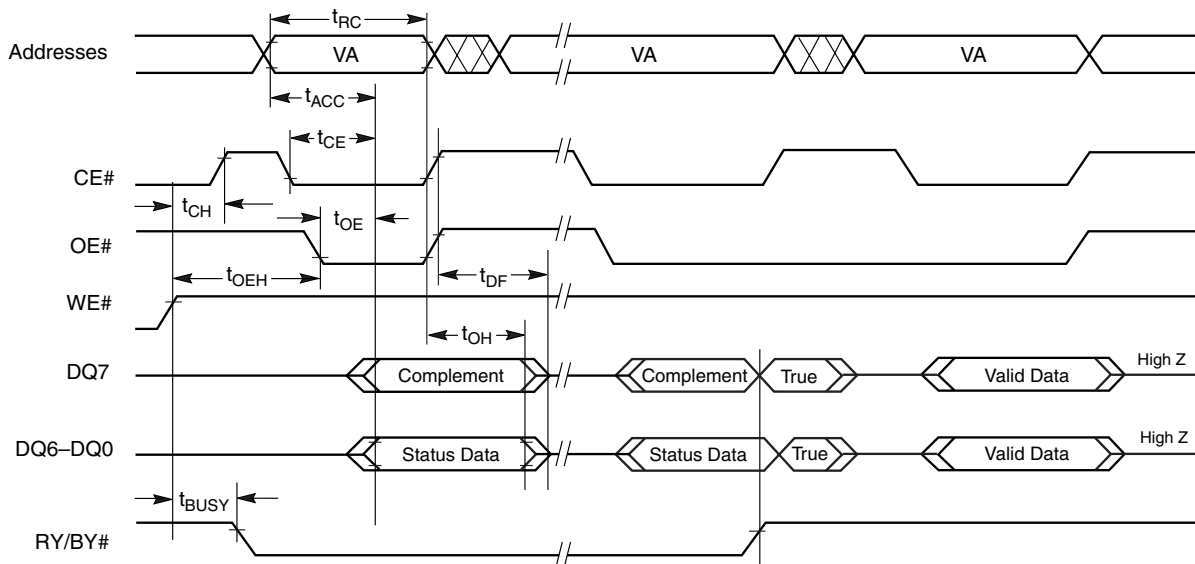 tRC
Addresses VA VA VA
tACC
tCE
CE#
tCH tOE
OE#
tOEH tDF
WE#
tOH
DQ7 Complement Complement True Valid Data High Z
DQ6–DQ0 Status Data Status Data True Valid Data High Z
tBUSY
RY/BY#